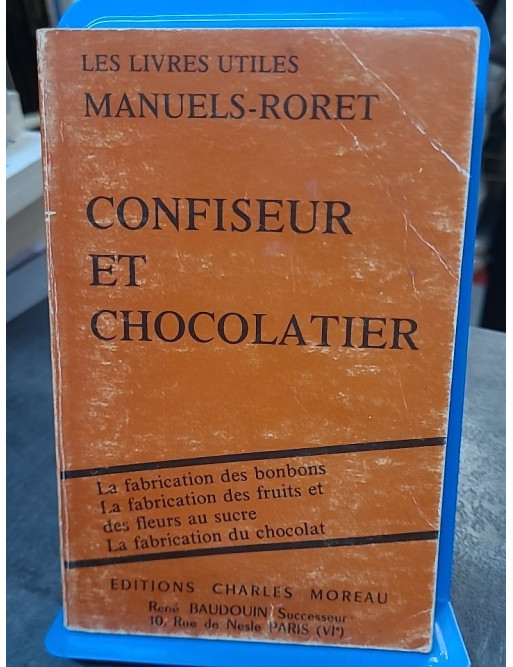 LES LIVRES UTILES
MANUELS-RORET
CONFISEUR
ET
CHOCOLATIER
La fabrication des bonbons
La fabrication des fruits et
des fleurs au sucre
La fabrication du chocolat
EDITIONS CHARLES MOREAU
René BAUDOUIN Successeur
10, Rue de Nesle PARIS (VIe)